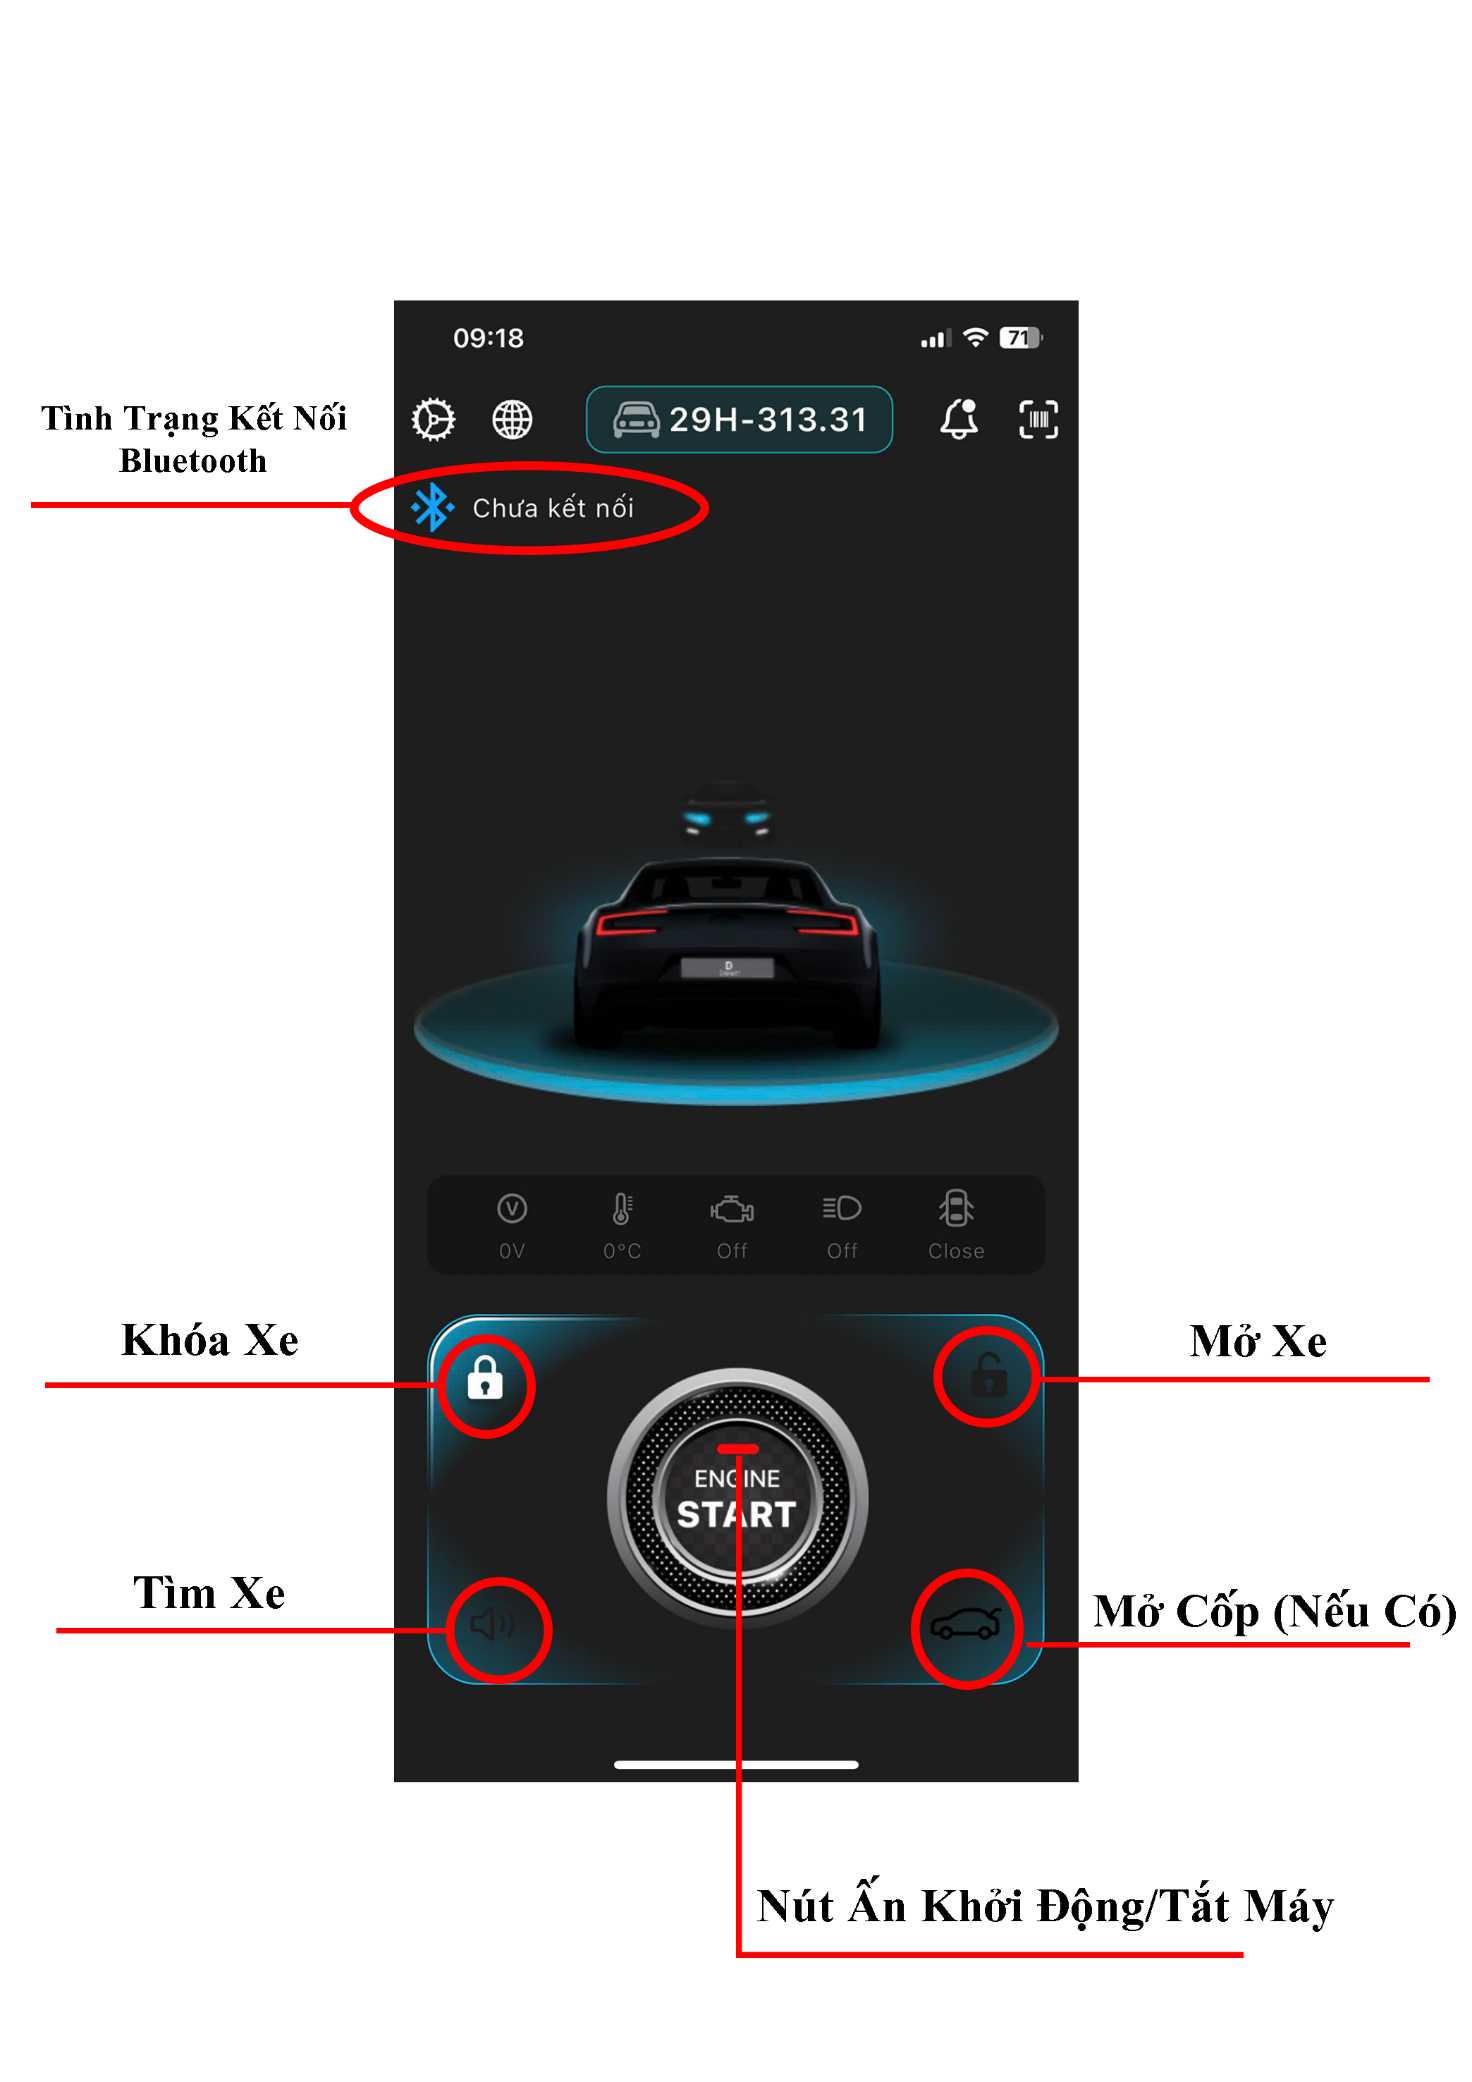 09:18
71
Tình Trạng Kết Nối
Bluetooth
29H-313.31
Chưa kết nối
D
V
0V
0°C
Off
Off
Close
Khóa Xe
Mở Xe
ENGINE
START
Tìm Xe
Mở Cốp (Nếu Có)
Nút Ấn Khởi Động/Tắt Máy